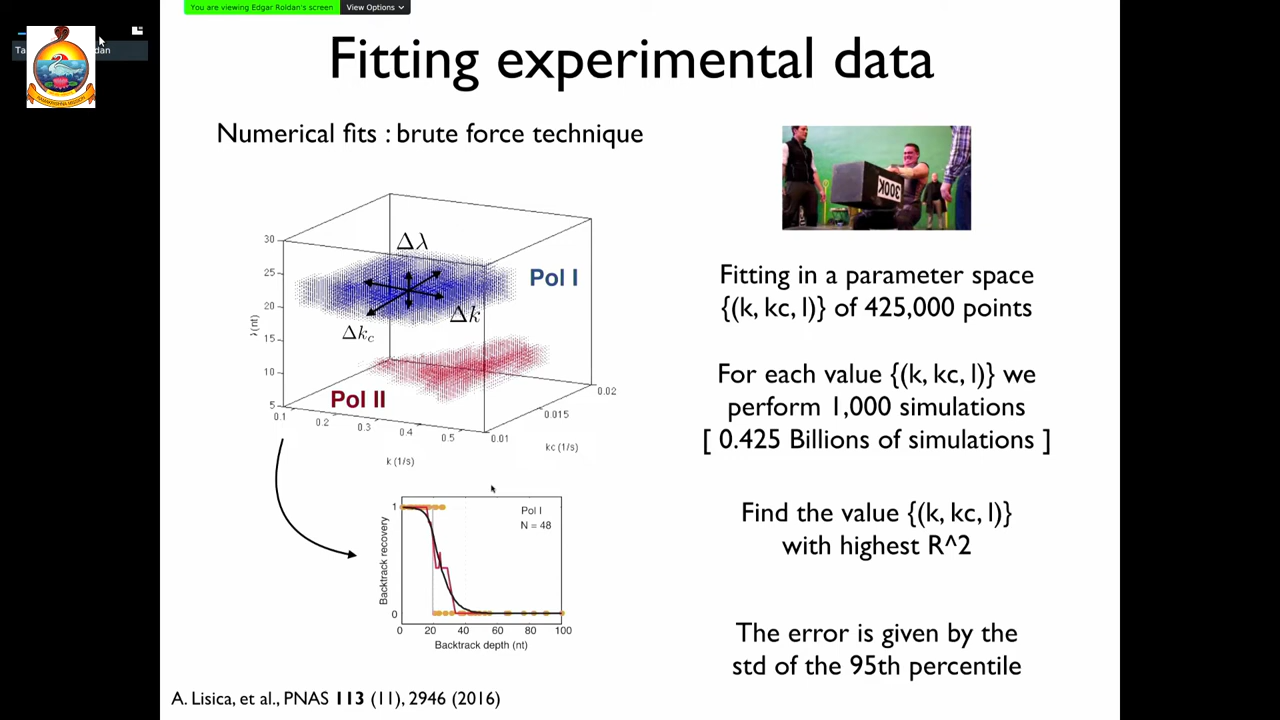 You are viewing Edgar Roldan's screen View Options
Fitting experimental data
Numerical fits : brute force technique
300K
30
25
20
15
10
5
(nt)
Δλ
Δk
Δkc
Pol I
Pol II
0.1
0.2
0.3
0.4
0.5
k (1/s)
0.01
0.015
0.02
kc (1/s)
Fitting in a parameter space
{(k, kc, l)} of 425,000 points
For each value {(k, kc, l)} we
perform 1,000 simulations
[ 0.425 Billions of simulations ]
Find the value {(k, kc, l)}
with highest R^2
The error is given by the
std of the 95th percentile
Backtrack recovery
1
0
Pol I
N = 48
0 20 40 60 80 100
Backtrack depth (nt)
A. Lisica, et al., PNAS 113 (11), 2946 (2016)